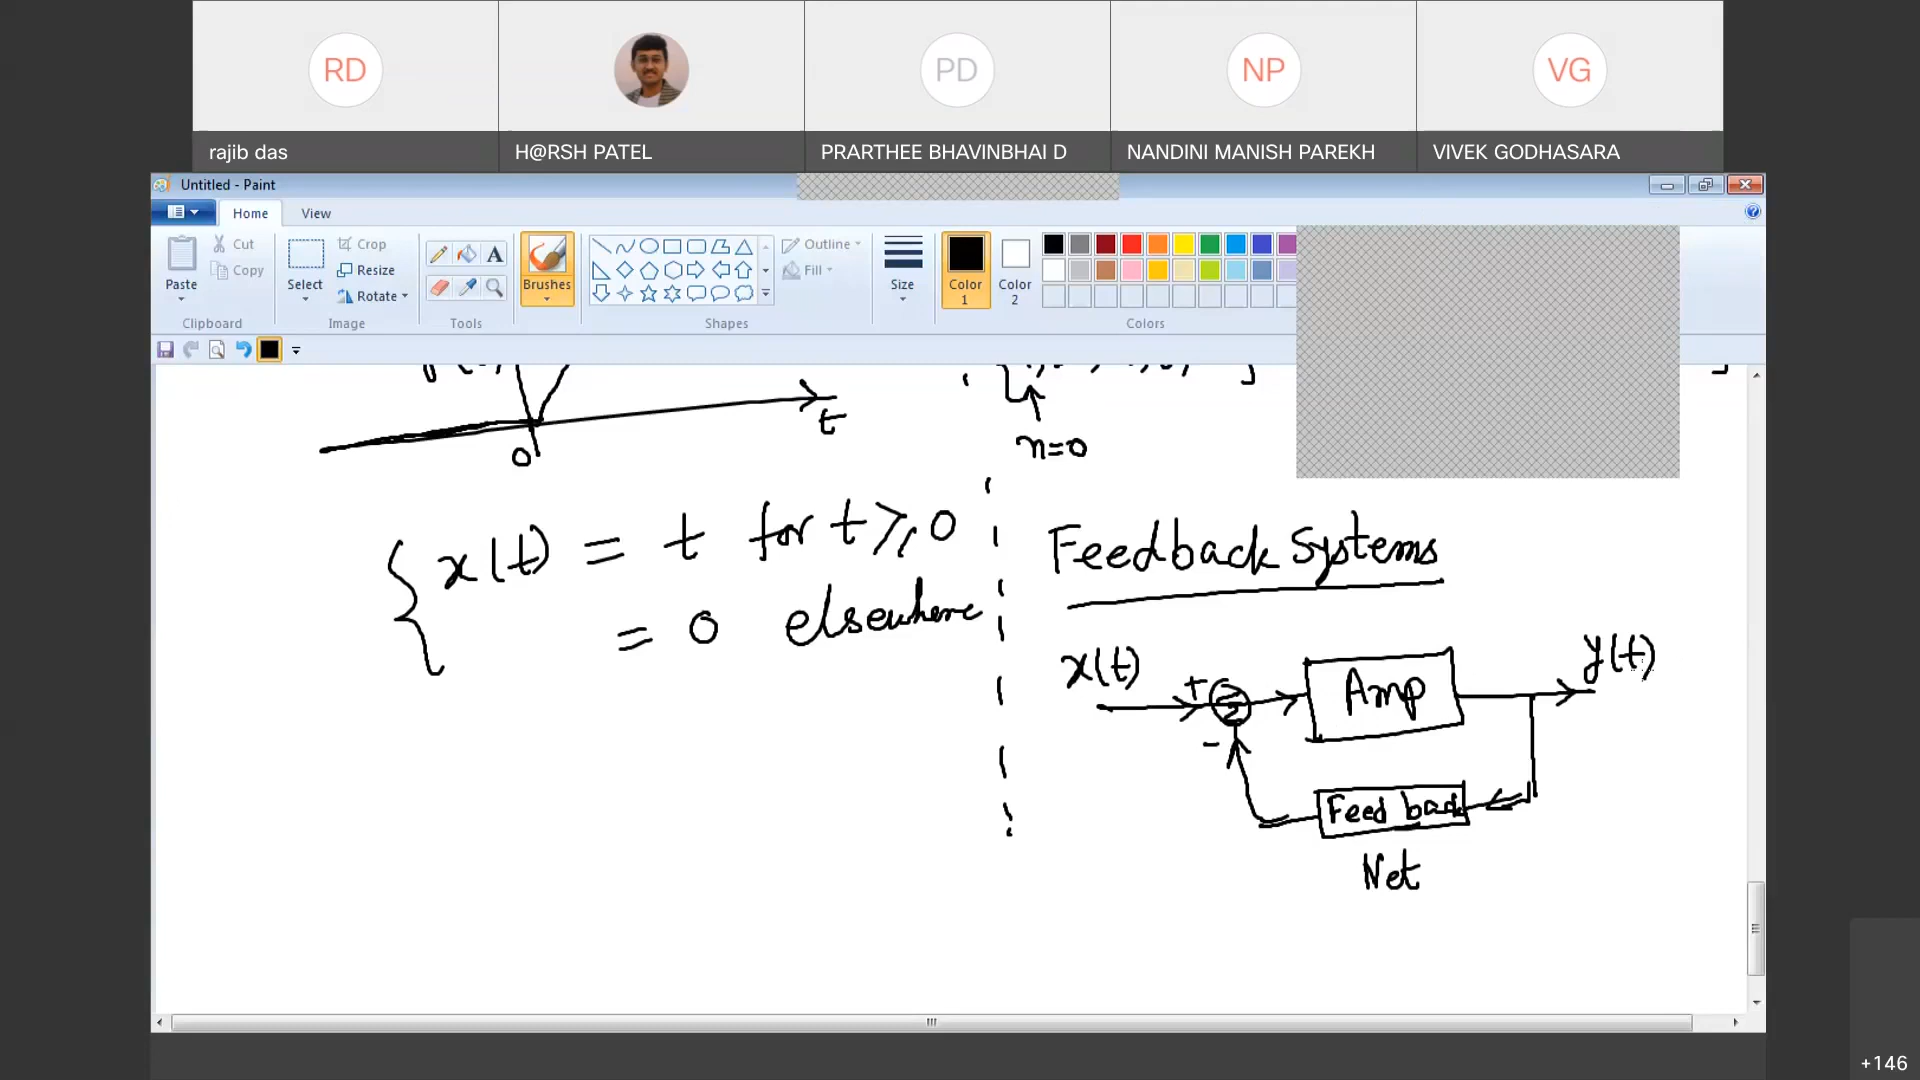 RD
PD
NP
VG
rajib das
H@RSH PATEL
PRARTHEE BHAVINBHAI D
NANDINI MANISH PAREKH
VIVEK GODHASARA
Untitled - Paint
Home
View
Cut
Copy
Paste
Clipboard
Select
Crop
Resize
Rotate
Image
A
Tools
Brushes
Outline
Fill
Shapes
Size
Color 1
Color 2
Colors
t
0
n=0
x(t) = t for t ⩾ 0
= 0 elsewhere
Feedback Systems
x(t)
+
Σ
-
Amp
y(t)
Feed back
Net
+146